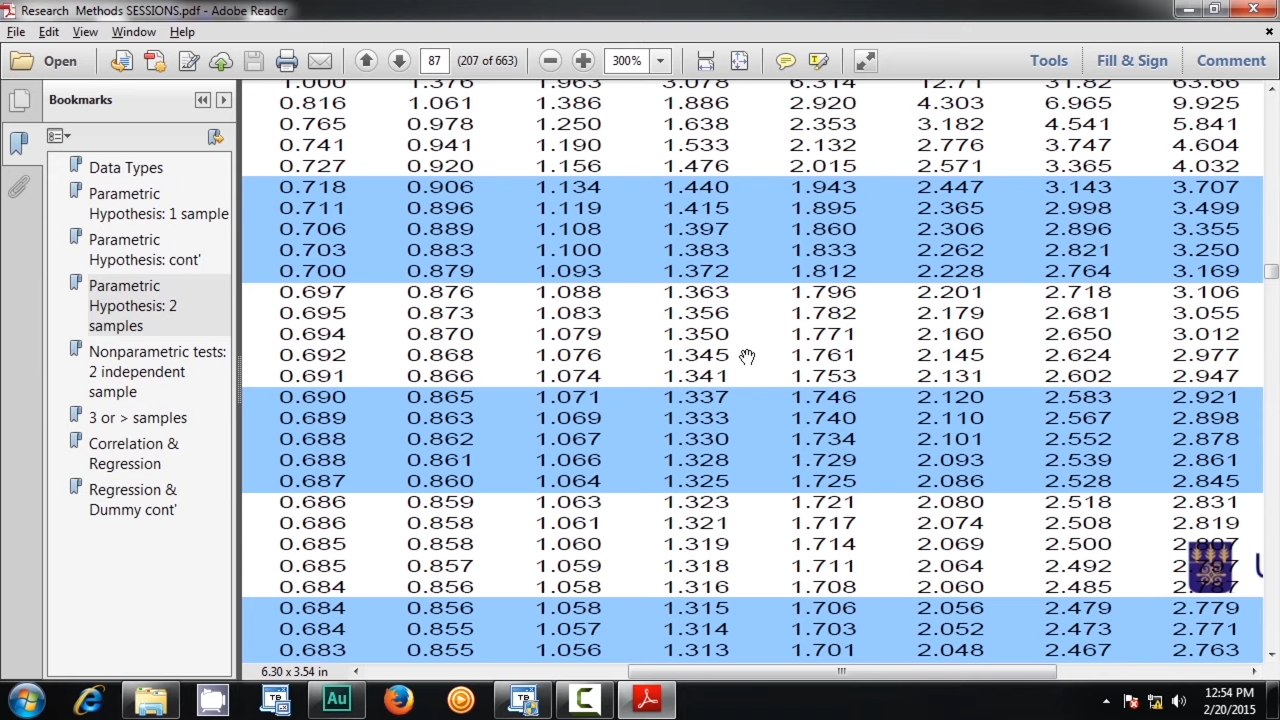 Research Methods SESSIONS.pdf - Adobe Reader
File Edit View Window Help
Open 87 (207 of 663) 300% Tools Fill & Sign Comment
Bookmarks
Data Types
Parametric
Hypothesis: 1 sample
Parametric
Hypothesis: cont'
Parametric
Hypothesis: 2
samples
Nonparametric tests:
2 independent
sample
3 or > samples
Correlation &
Regression
Regression &
Dummy cont'
1.000 1.376 1.963 3.078 6.314 12.71 31.82 63.66
0.816 1.061 1.386 1.886 2.920 4.303 6.965 9.925
0.765 0.978 1.250 1.638 2.353 3.182 4.541 5.841
0.741 0.941 1.190 1.533 2.132 2.776 3.747 4.604
0.727 0.920 1.156 1.476 2.015 2.571 3.365 4.032
0.718 0.906 1.134 1.440 1.943 2.447 3.143 3.707
0.711 0.896 1.119 1.415 1.895 2.365 2.998 3.499
0.706 0.889 1.108 1.397 1.860 2.306 2.896 3.355
0.703 0.883 1.100 1.383 1.833 2.262 2.821 3.250
0.700 0.879 1.093 1.372 1.812 2.228 2.764 3.169
0.697 0.876 1.088 1.363 1.796 2.201 2.718 3.106
0.695 0.873 1.083 1.356 1.782 2.179 2.681 3.055
0.694 0.870 1.079 1.350 1.771 2.160 2.650 3.012
0.692 0.868 1.076 1.345 1.761 2.145 2.624 2.977
0.691 0.866 1.074 1.341 1.753 2.131 2.602 2.947
0.690 0.865 1.071 1.337 1.746 2.120 2.583 2.921
0.689 0.863 1.069 1.333 1.740 2.110 2.567 2.898
0.688 0.862 1.067 1.330 1.734 2.101 2.552 2.878
0.688 0.861 1.066 1.328 1.729 2.093 2.539 2.861
0.687 0.860 1.064 1.325 1.725 2.086 2.528 2.845
0.686 0.859 1.063 1.323 1.721 2.080 2.518 2.831
0.686 0.858 1.061 1.321 1.717 2.074 2.508 2.819
0.685 0.858 1.060 1.319 1.714 2.069 2.500 2.807
0.685 0.857 1.059 1.318 1.711 2.064 2.492 2.797
0.684 0.856 1.058 1.316 1.708 2.060 2.485 2.787
0.684 0.856 1.058 1.315 1.706 2.056 2.479 2.779
0.684 0.855 1.057 1.314 1.703 2.052 2.473 2.771
0.683 0.855 1.056 1.313 1.701 2.048 2.467 2.763
6.30 x 3.54 in
Au
12:54 PM
2/20/2015